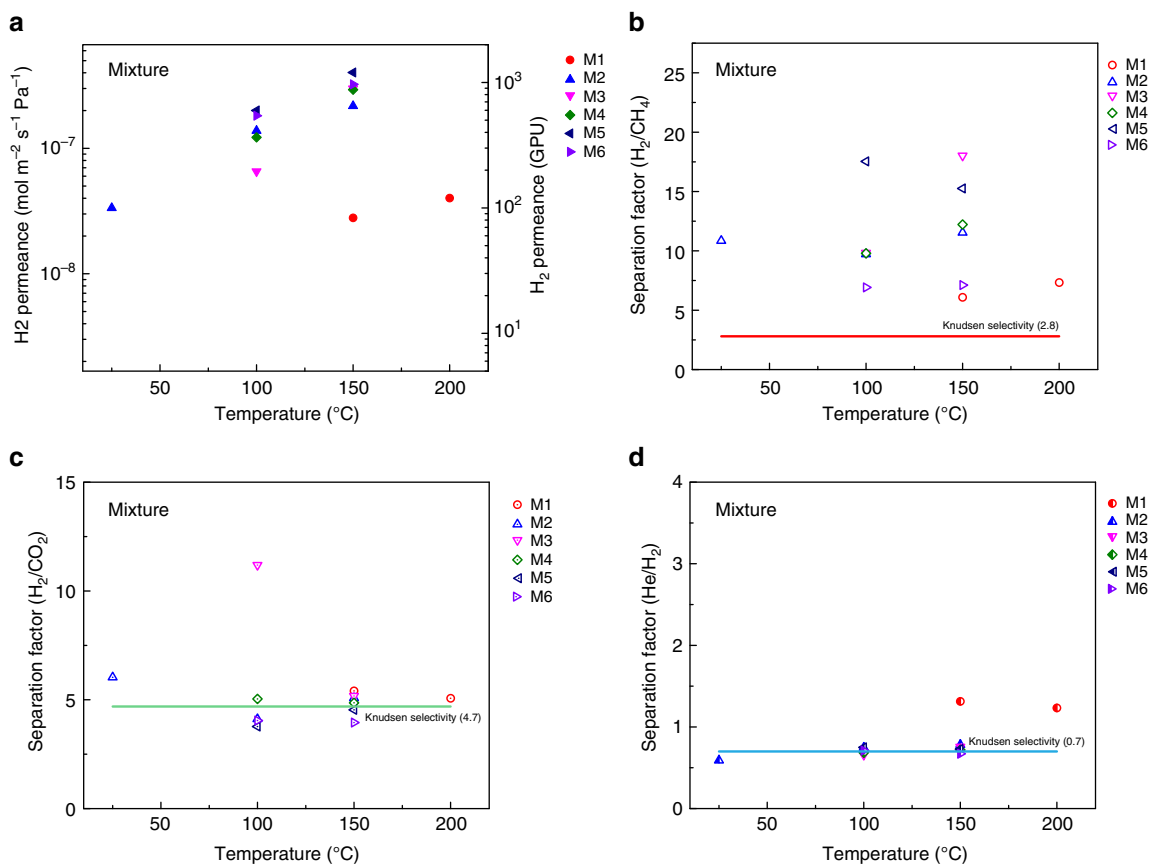 a
Mixture
H2 permeance (mol m⁻² s⁻¹ Pa⁻¹)
10⁻⁷
10⁻⁸
10³
10²
10¹
H₂ permeance (GPU)
50 100 150 200
Temperature (°C)
M1
M2
M3
M4
M5
M6
b
Mixture
Separation factor (H₂/CH₄)
25
20
15
10
5
0
Knudsen selectivity (2.8)
50 100 150 200
Temperature (°C)
M1
M2
M3
M4
M5
M6
c
Mixture
Separation factor (H₂/CO₂)
15
10
5
0
Knudsen selectivity (4.7)
50 100 150 200
Temperature (°C)
M1
M2
M3
M4
M5
M6
d
Mixture
Separation factor (He/H₂)
4
3
2
1
0
Knudsen selectivity (0.7)
50 100 150 200
Temperature (°C)
M1
M2
M3
M4
M5
M6